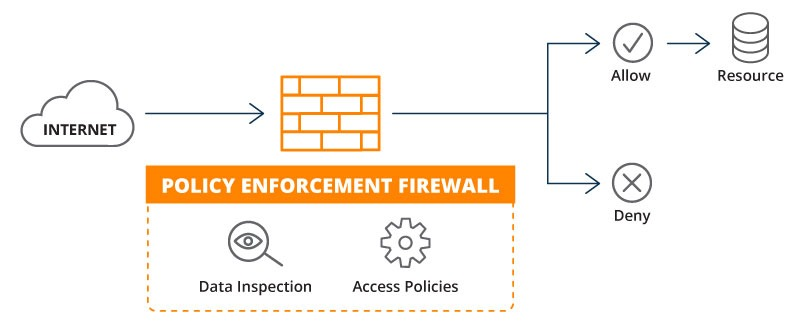 INTERNET
POLICY ENFORCEMENT FIREWALL
Data Inspection
Access Policies
Allow
Resource
Deny